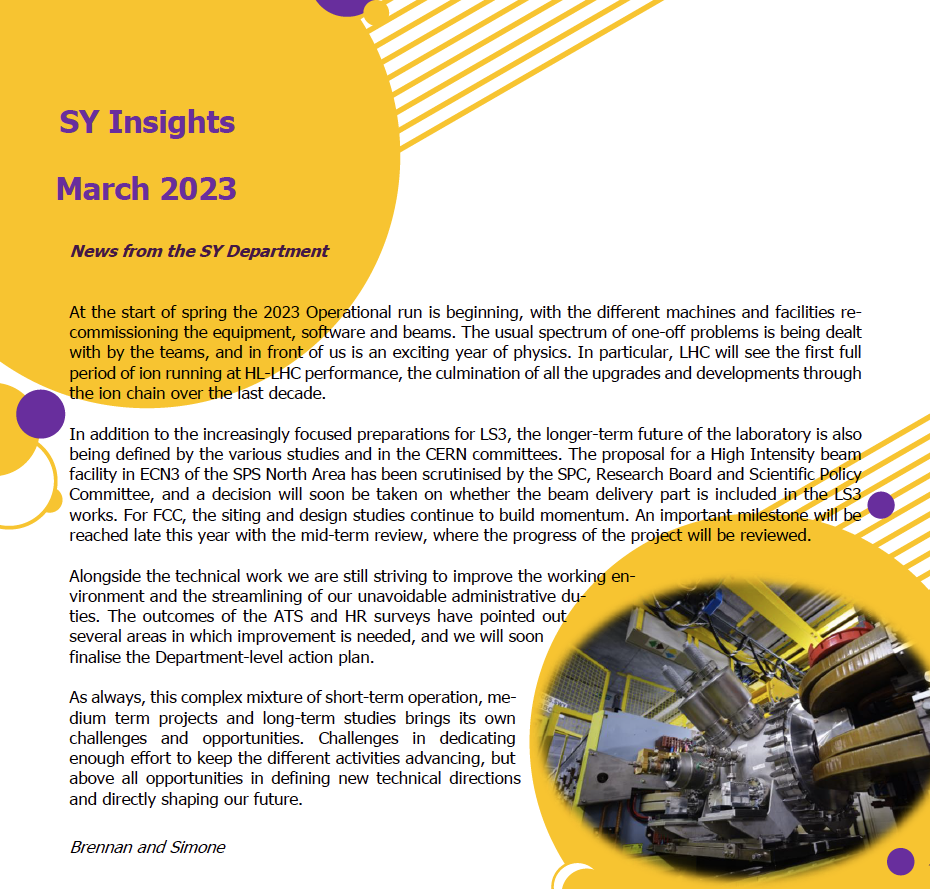 SY Insights
March 2023
News from the SY Department
At the start of spring the 2023 Operational run is beginning, with the different machines and facilities re-
commissioning the equipment, software and beams. The usual spectrum of one-off problems is being dealt
with by the teams, and in front of us is an exciting year of physics. In particular, LHC will see the first full
period of ion running at HL-LHC performance, the culmination of all the upgrades and developments through
the ion chain over the last decade.
In addition to the increasingly focused preparations for LS3, the longer-term future of the laboratory is also
being defined by the various studies and in the CERN committees. The proposal for a High Intensity beam
facility in ECN3 of the SPS North Area has been scrutinised by the SPC, Research Board and Scientific Policy
Committee, and a decision will soon be taken on whether the beam delivery part is included in the LS3
works. For FCC, the siting and design studies continue to build momentum. An important milestone will be
reached late this year with the mid-term review, where the progress of the project will be reviewed.
Alongside the technical work we are still striving to improve the working en-
vironment and the streamlining of our unavoidable administrative du-
ties. The outcomes of the ATS and HR surveys have pointed out
several areas in which improvement is needed, and we will soon
finalise the Department-level action plan.
As always, this complex mixture of short-term operation, me-
dium term projects and long-term studies brings its own
challenges and opportunities. Challenges in dedicating
enough effort to keep the different activities advancing, but
above all opportunities in defining new technical directions
and directly shaping our future.
Brennan and Simone